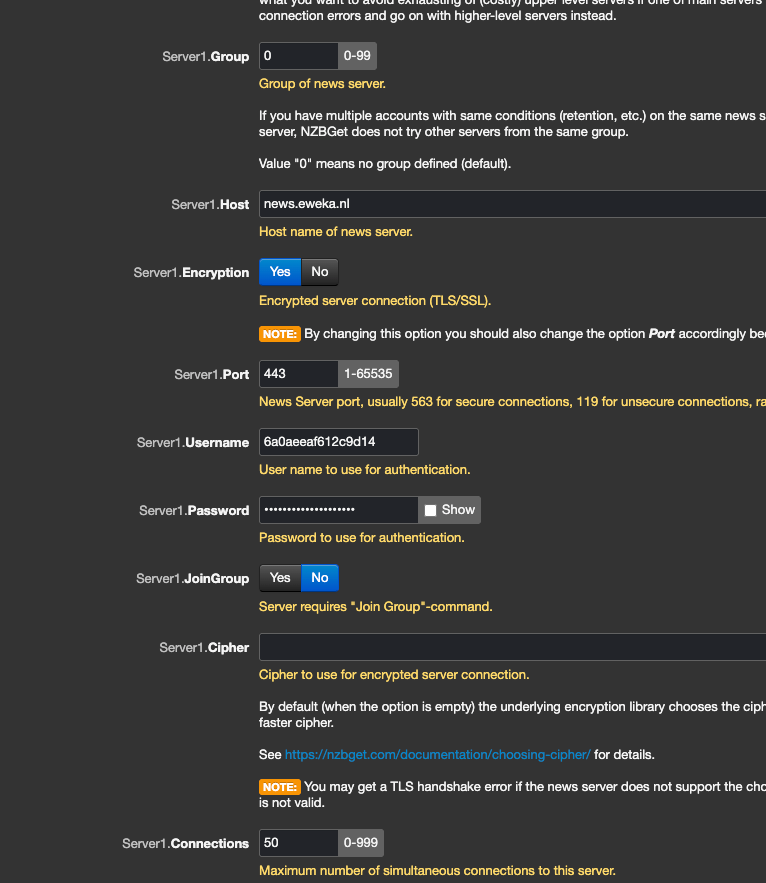 what you want to avoid exhausting of (costly) upper level servers if one of main servers
connection errors and go on with higher-level servers instead.
Server1.Group 0 0-99
Group of news server.
If you have multiple accounts with same conditions (retention, etc.) on the same news
server, NZBGet does not try other servers from the same group.
Value "0" means no group defined (default).
Server1.Host news.eweka.nl
Host name of news server.
Server1.Encryption Yes No
Encrypted server connection (TLS/SSL).
NOTE: By changing this option you should also change the option Port accordingly
Server1.Port 443 1-65535
News Server port, usually 563 for secure connections, 119 for unsecure connections,
Server1.Username 6a0aeeaf612c9d14
User name to use for authentication.
Server1.Password ••••••••••••••••••• Show
Password to use for authentication.
Server1.JoinGroup Yes No
Server requires "Join Group"-command.
Server1.Cipher
Cipher to use for encrypted server connection.
By default (when the option is empty) the underlying encryption library chooses the
faster cipher.
See https://nzbget.com/documentation/choosing-cipher/ for details.
NOTE: You may get a TLS handshake error if the news server does not support the
is not valid.
Server1.Connections 50 0-999
Maximum number of simultaneous connections to this server.